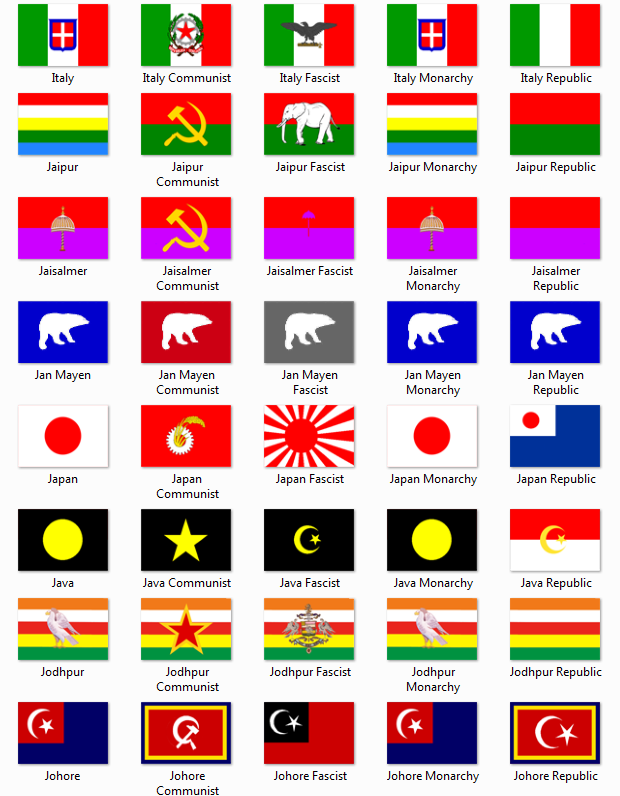 Italy
Italy Communist
Italy Fascist
Italy Monarchy
Italy Republic
Jaipur
Jaipur
Communist
Jaipur Fascist
Jaipur Monarchy
Jaipur Republic
Jaisalmer
Jaisalmer
Communist
Jaisalmer Fascist
Jaisalmer
Monarchy
Jaisalmer
Republic
Jan Mayen
Jan Mayen
Communist
Jan Mayen
Fascist
Jan Mayen
Monarchy
Jan Mayen
Republic
Japan
Japan
Communist
Japan Fascist
Japan Monarchy
Japan Republic
Java
Java Communist
Java Fascist
Java Monarchy
Java Republic
Jodhpur
Jodhpur
Communist
Jodhpur Fascist
Jodhpur
Monarchy
Jodhpur Republic
Johore
Johore
Communist
Johore Fascist
Johore Monarchy
Johore Republic